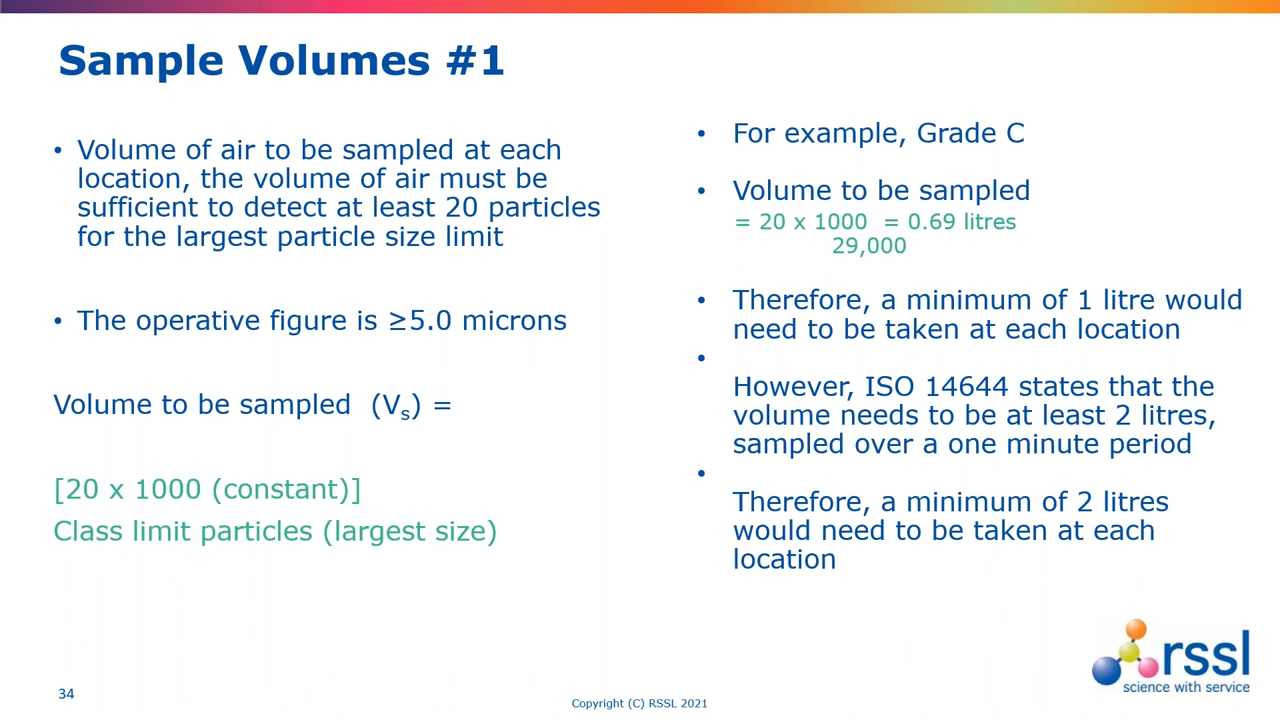 Sample Volumes #1
• Volume of air to be sampled at each
location, the volume of air must be
sufficient to detect at least 20 particles
for the largest particle size limit
• The operative figure is ≥5.0 microns
Volume to be sampled (Vs) =
[20 x 1000 (constant)]
Class limit particles (largest size)
• For example, Grade C
• Volume to be sampled
= 20 x 1000 = 0.69 litres
29,000
• Therefore, a minimum of 1 litre would
need to be taken at each location
•
However, ISO 14644 states that the
volume needs to be at least 2 litres,
sampled over a one minute period
•
Therefore, a minimum of 2 litres
would need to be taken at each
location
rssl
science with service
34
Copyright (C) RSSL 2021